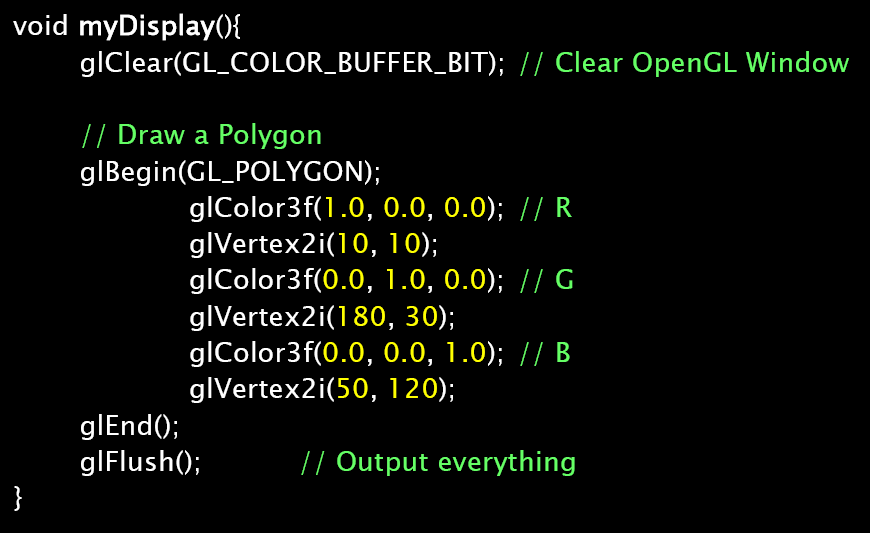 void myDisplay(){
glClear(GL_COLOR_BUFFER_BIT); // Clear OpenGL Window
// Draw a Polygon
glBegin(GL_POLYGON);
glColor3f(1.0, 0.0, 0.0); // R
glVertex2i(10, 10);
glColor3f(0.0, 1.0, 0.0); // G
glVertex2i(180, 30);
glColor3f(0.0, 0.0, 1.0); // B
glVertex2i(50, 120);
glEnd();
glFlush(); // Output everything
}